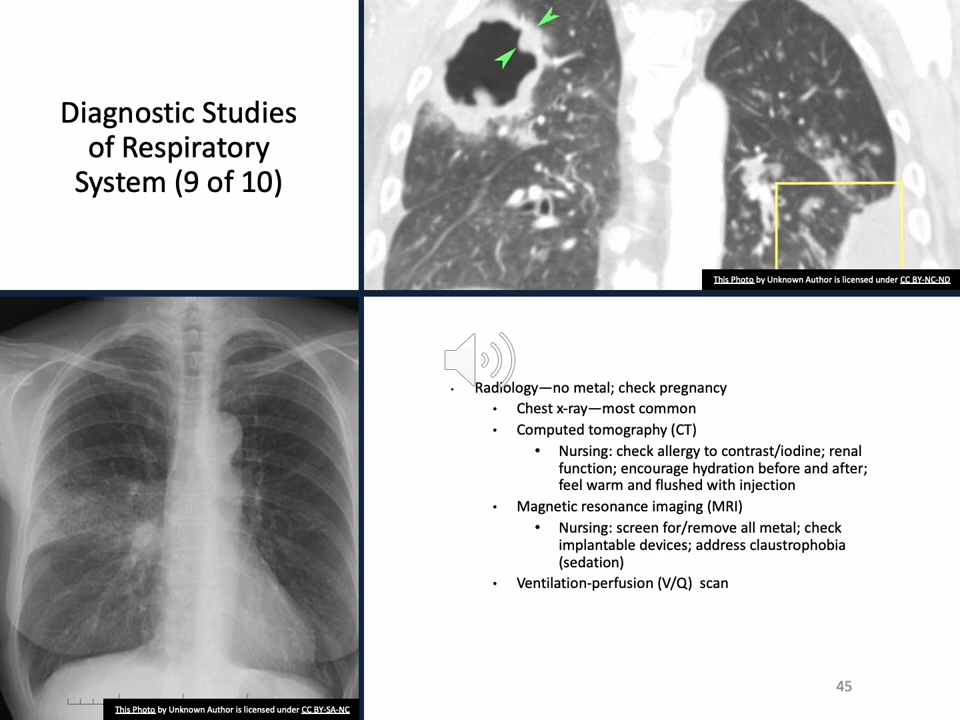 Diagnostic Studies
of Respiratory
System (9 of 10)
This Photo by Unknown Author is licensed under CC BY-NC-ND
• Radiology—no metal; check pregnancy
• Chest x-ray—most common
• Computed tomography (CT)
• Nursing: check allergy to contrast/iodine; renal
function; encourage hydration before and after;
feel warm and flushed with injection
• Magnetic resonance imaging (MRI)
• Nursing: screen for/remove all metal; check
implantable devices; address claustrophobia
(sedation)
• Ventilation-perfusion (V/Q) scan
This Photo by Unknown Author is licensed under CC BY-SA-NC
45